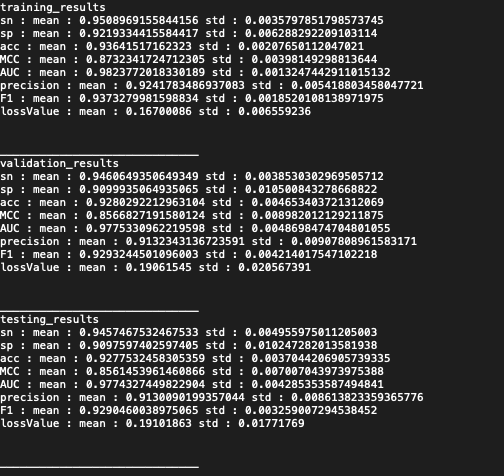 training_results
sn : mean : 0.9508969155844156 std : 0.0035797851798573745
sp : mean : 0.9219334415584417 std : 0.006288292209103114
acc : mean : 0.93641517162323 std : 0.00207650112047021
MCC : mean : 0.8732341724712305 std : 0.00398149298813644
AUC : mean : 0.9823772018330189 std : 0.0013247442911015132
precision : mean : 0.9241783486937083 std : 0.005418803458047721
F1 : mean : 0.9373279981598834 std : 0.0018520108138971975
lossValue : mean : 0.16700086 std : 0.006559236
validation_results
sn : mean : 0.9460649350649349 std : 0.0038530302969505712
sp : mean : 0.9099935064935065 std : 0.010500843278668822
acc : mean : 0.9280292212963104 std : 0.004653403721312069
MCC : mean : 0.8566827191580124 std : 0.008982012129211875
AUC : mean : 0.9775330962219598 std : 0.0048698474704801055
precision : mean : 0.9132343136723591 std : 0.00907808961583171
F1 : mean : 0.9293244501096003 std : 0.004214017547102218
lossValue : mean : 0.19061545 std : 0.020567391
testing_results
sn : mean : 0.9457467532467533 std : 0.004955975011205003
sp : mean : 0.9097597402597405 std : 0.010247282013581938
acc : mean : 0.9277532458305359 std : 0.0037044206905739335
MCC : mean : 0.8561453961460866 std : 0.007007043973975388
AUC : mean : 0.9774327449822904 std : 0.004285353587494841
precision : mean : 0.9130090199357044 std : 0.008613823359365776
F1 : mean : 0.9290460038975065 std : 0.003259007294538452
lossValue : mean : 0.19101863 std : 0.01771769